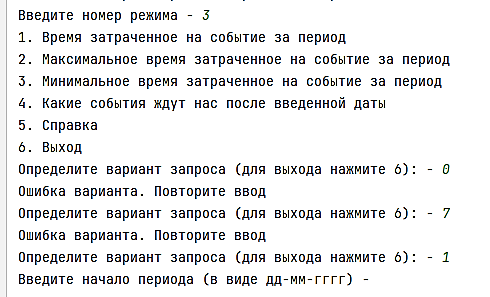 Введите номер режима - 3
1. Время затраченное на событие за период
2. Максимальное время затраченное на событие за период
3. Минимальное время затраченное на событие за период
4. Какие события ждут нас после введенной даты
5. Справка
6. Выход
Определите вариант запроса (для выхода нажмите 6): - 0
Ошибка варианта. Повторите ввод
Определите вариант запроса (для выхода нажмите 6): - 7
Ошибка варианта. Повторите ввод
Определите вариант запроса (для выхода нажмите 6): - 1
Введите начало периода (в виде дд-мм-гггг) -